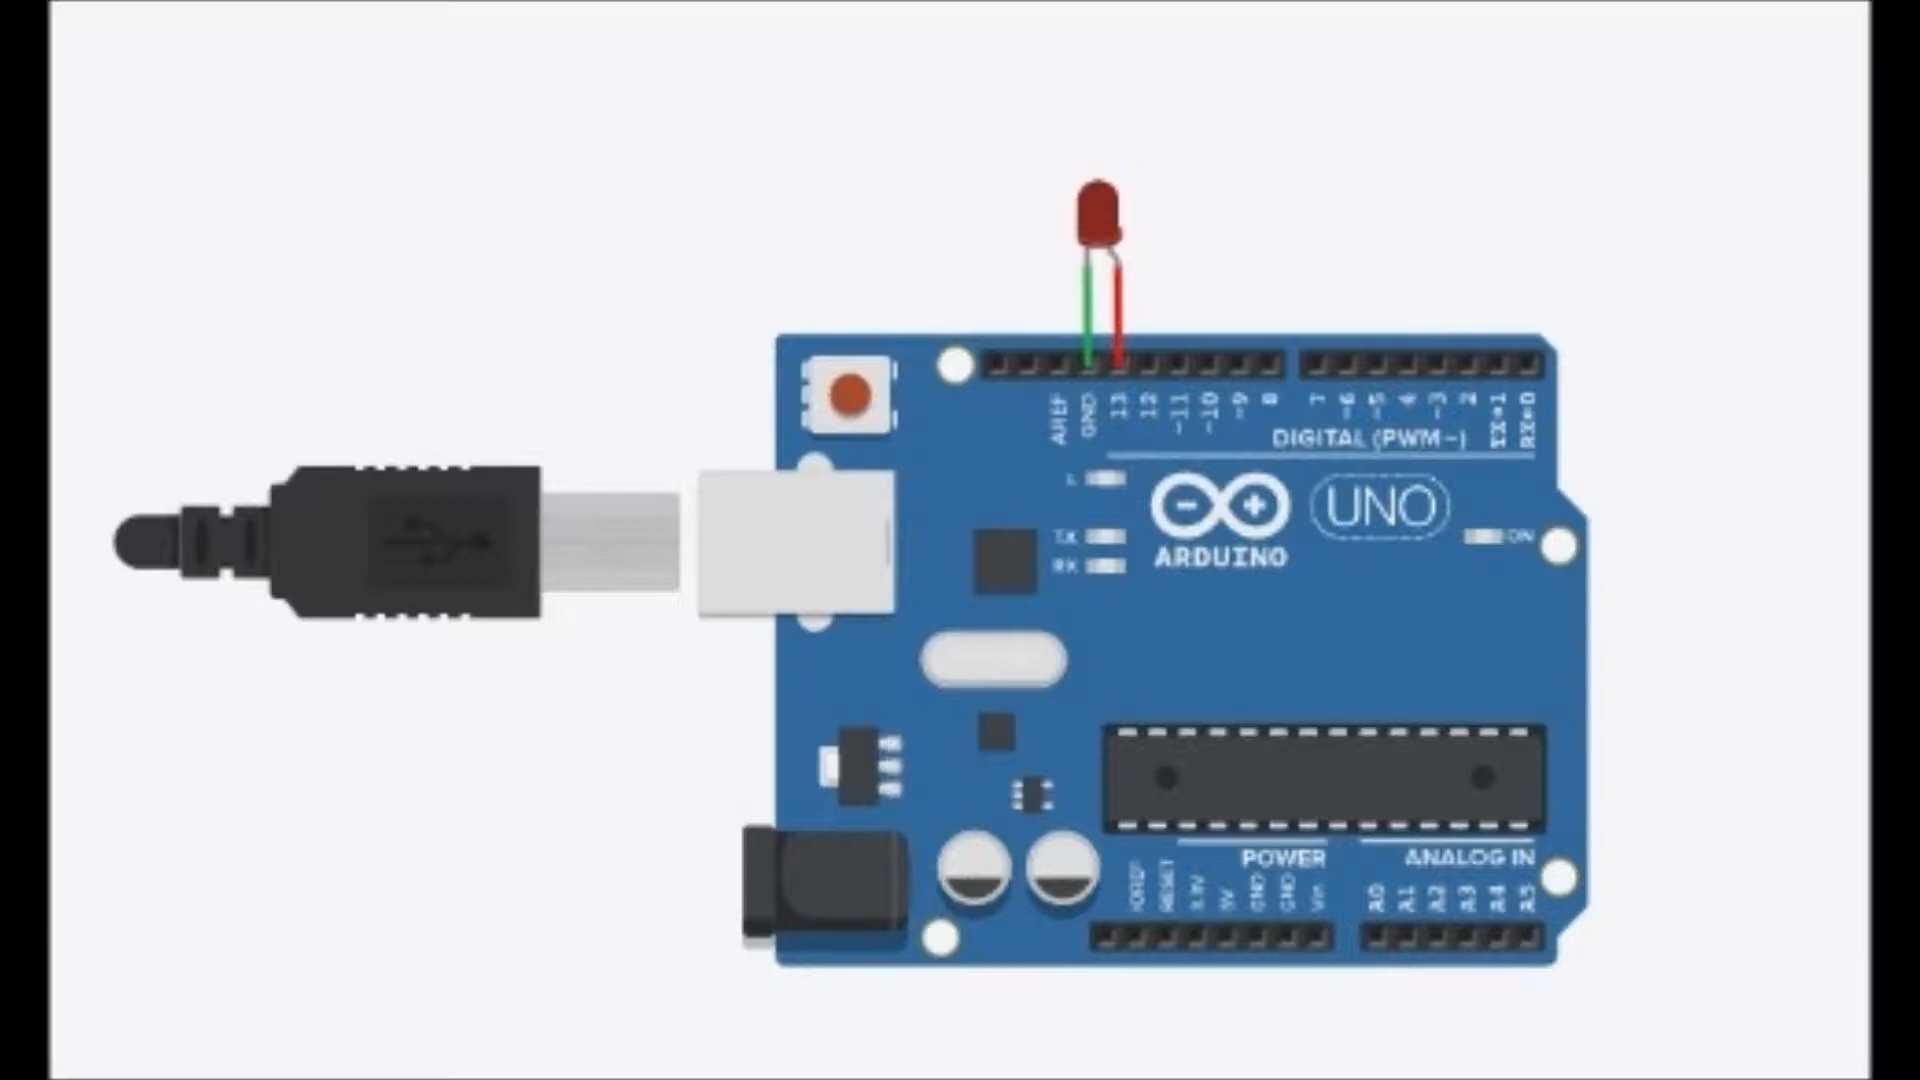 AREF
GND
13
12
~11
~10
~9
8
7
~6
~5
4
~3
2
TX→1
RX←0
DIGITAL (PWM~)
L
TX
RX
ARDUINO
UNO
ON
POWER
ANALOG IN
IOREF
RESET
3.3V
5V
GND
GND
Vin
A0
A1
A2
A3
A4
A5